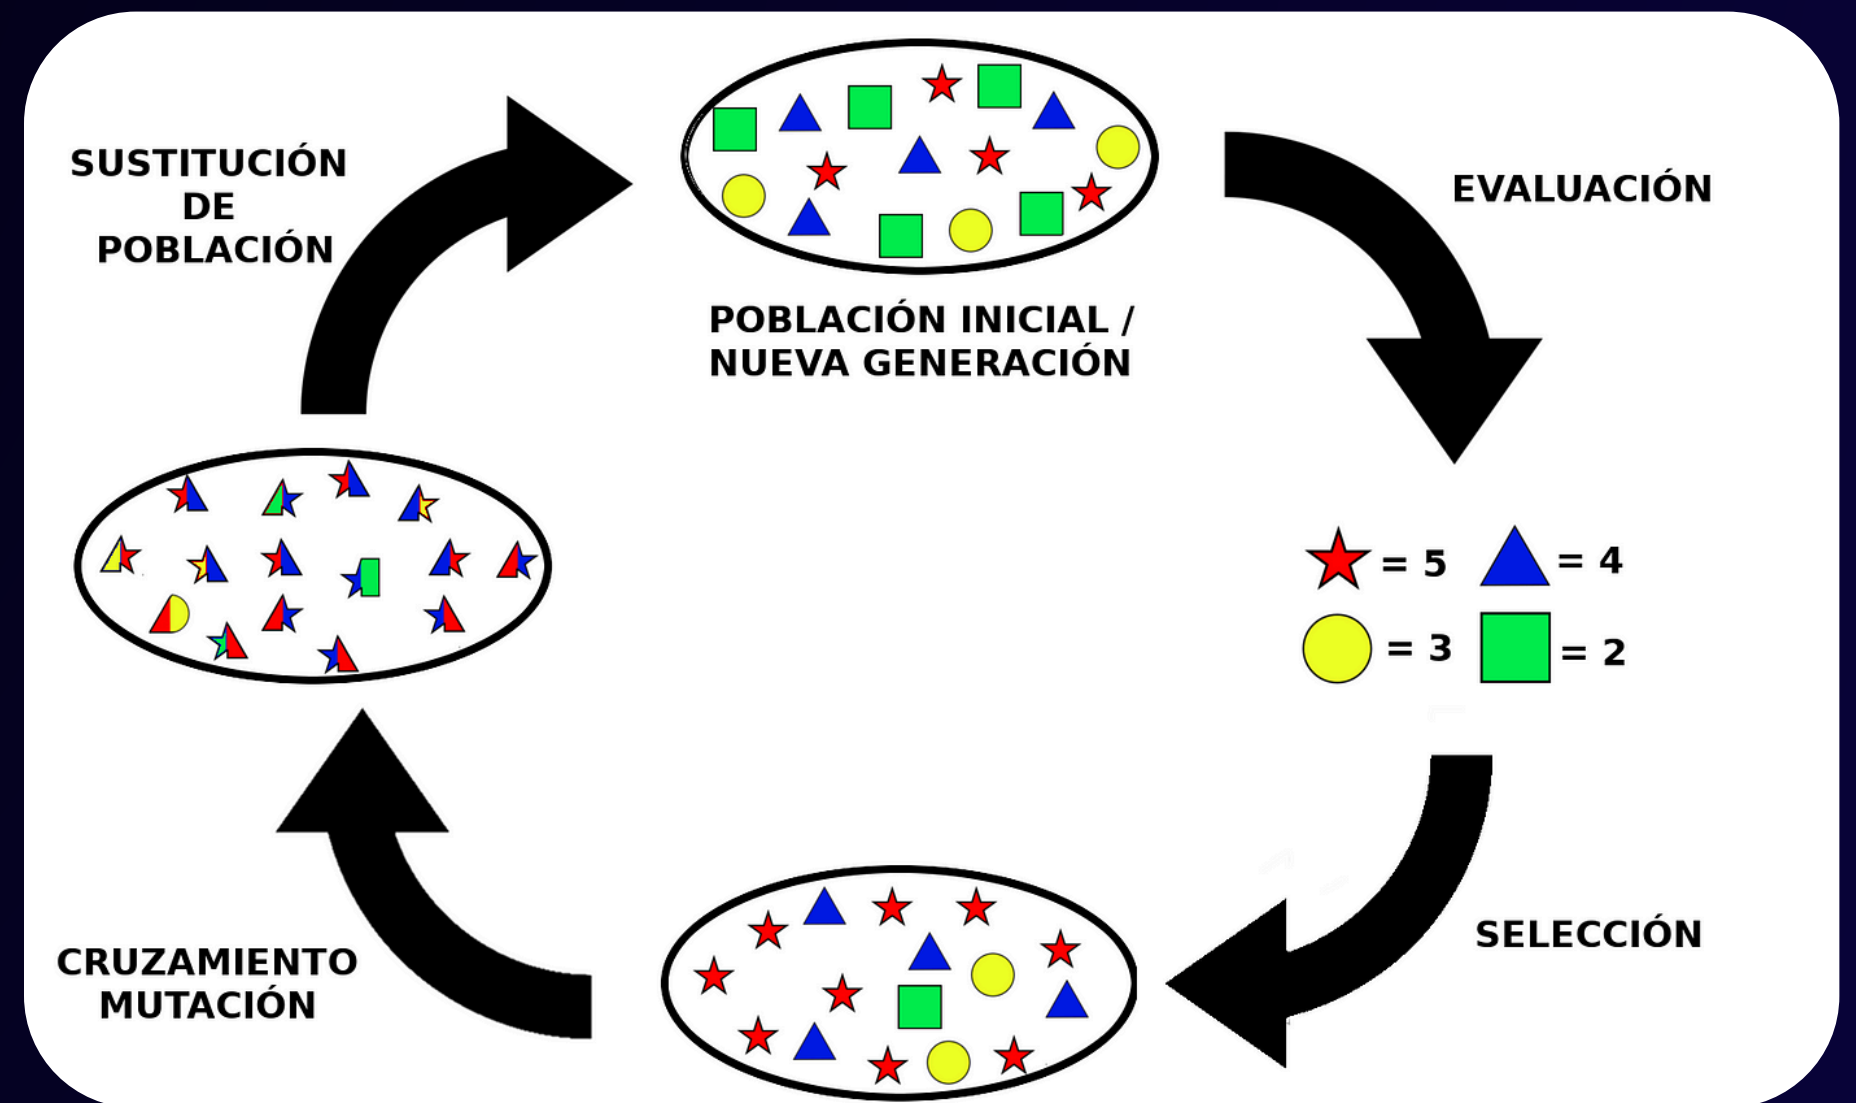 SUSTITUCIÓN
DE
POBLACIÓN
POBLACIÓN INICIAL /
NUEVA GENERACIÓN
EVALUACIÓN
= 5
= 4
= 3
= 2
SELECCIÓN
CRUZAMIENTO
MUTACIÓN